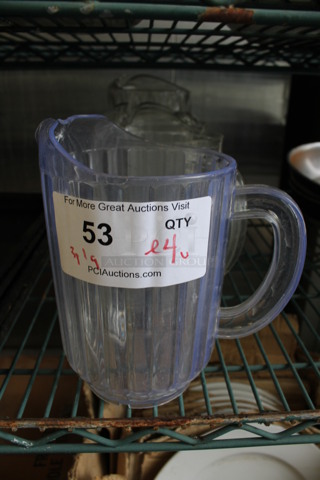 For More Great Auctions Visit
53 QTY
PCIAuctions.com